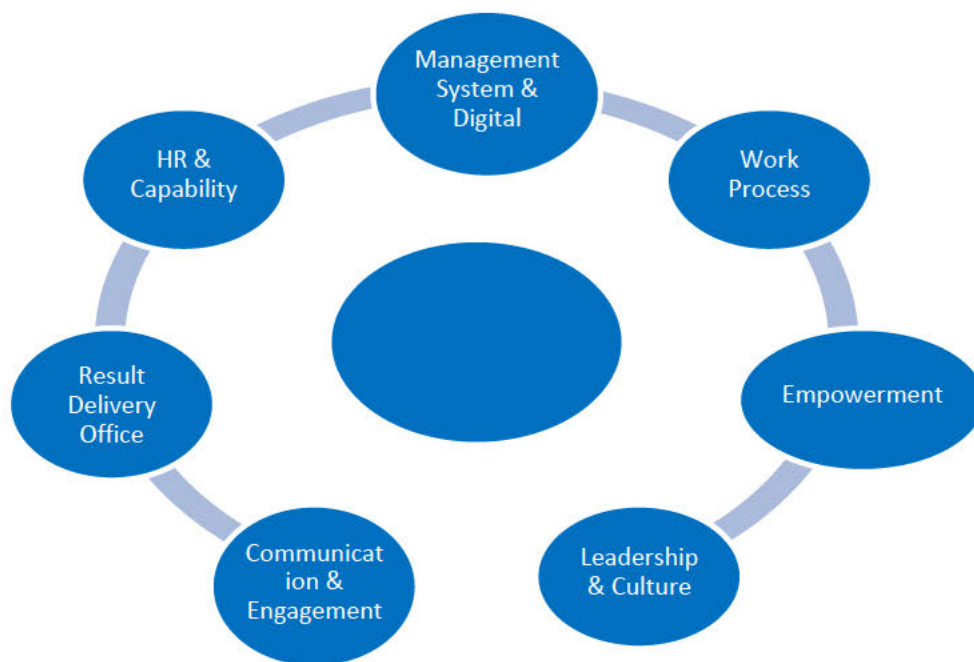 Management
System &
Digital
HR &
Capability
Work
Process
Result
Delivery
Office
Empowerment
Communicat
ion &
Engagement
Leadership
& Culture